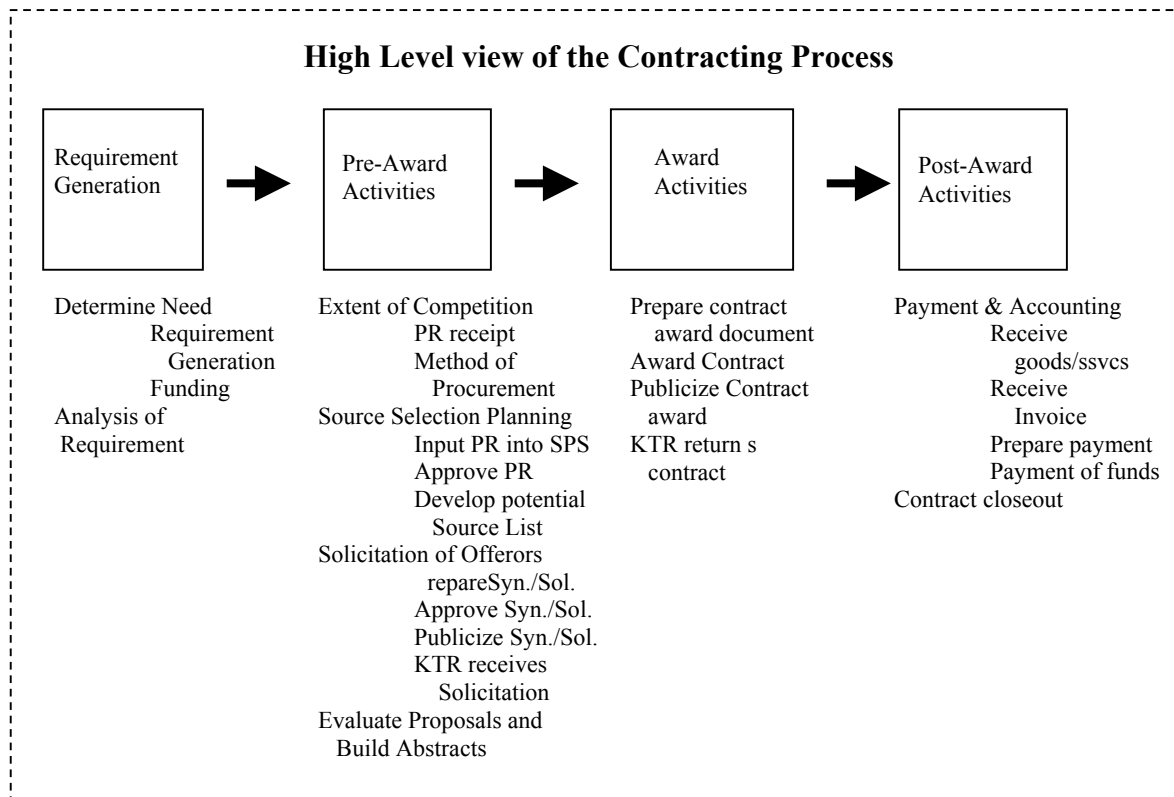 High Level view of the Contracting Process
Requirement
Generation
Pre-Award
Activities
Award
Activities
Post-Award
Activities
Determine Need
Requirement
Generation
Funding
Analysis of
Requirement
Extent of Competition
PR receipt
Method of
Procurement
Source Selection Planning
Input PR into SPS
Approve PR
Develop potential
Source List
Solicitation of Offerors
repareSyn./Sol.
Approve Syn./Sol.
Publicize Syn./Sol.
KTR receives
Solicitation
Evaluate Proposals and
Build Abstracts
Prepare contract
award document
Award Contract
Publicize Contract
award
KTR return s
contract
Payment & Accounting
Receive
goods/ssvcs
Receive
Invoice
Prepare payment
Payment of funds
Contract closeout